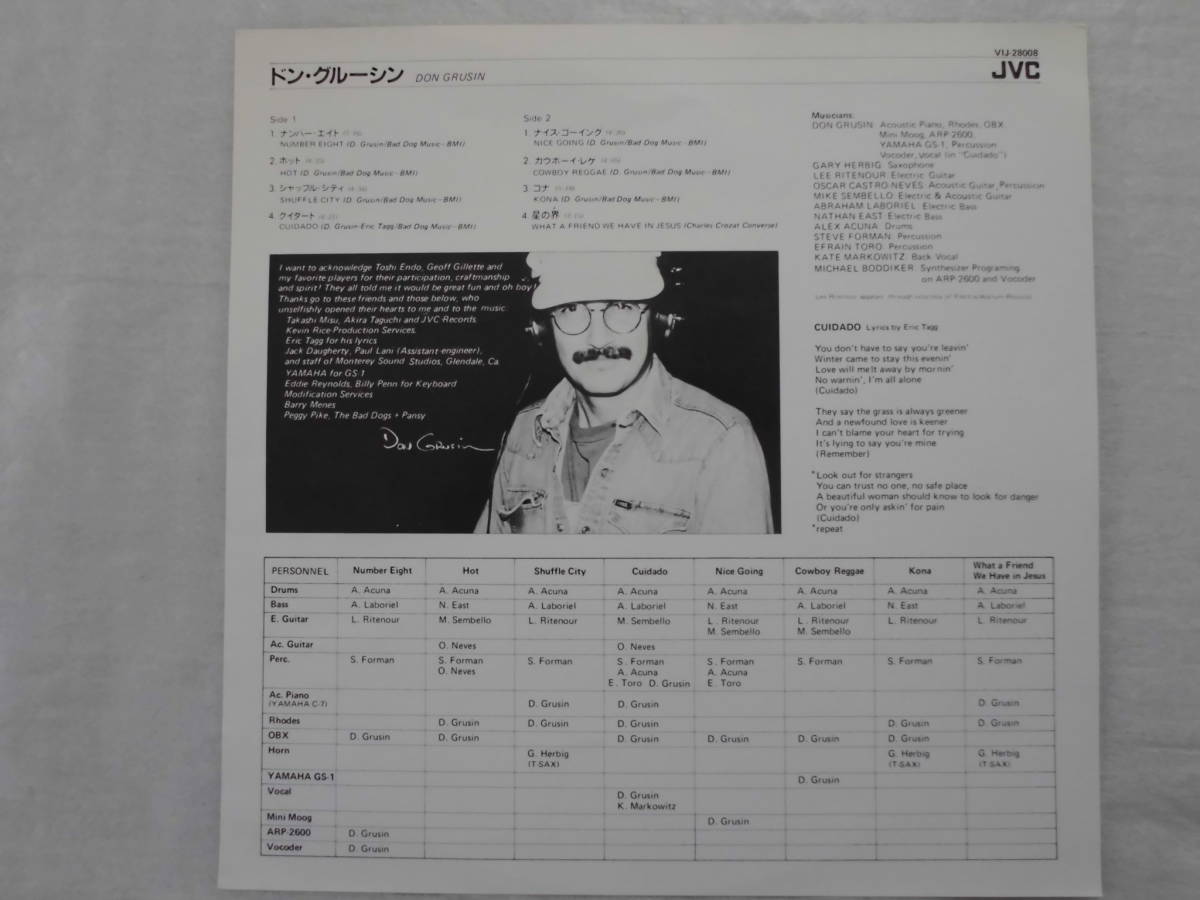 VIJ-28008
ドン・グルーシン DON GRUSIN
JVC
Side 1
1. ナンバー・エイト
NUMBER EIGHT (D. Grusin/Bad Dog Music—BMI)
2. ホット
HOT (D. Grusin/Bad Dog Music—BMI)
3. シャッフル・シティ
SHUFFLE CITY (D. Grusin/Bad Dog Music—BMI)
4. クイダード
CUIDADO (D. Grusin-Eric Tagg/Bad Dog Music—BMI)
Side 2
1. ナイス・ゴーイング
NICE GOING (D. Grusin/Bad Dog Music—BMI)
2. カウボーイ・レゲ
COWBOY REGGAE (D. Grusin/Bad Dog Music—BMI)
3. コナ
KONA (D. Grusin/Bad Dog Music—BMI)
4. 星の界
WHAT A FRIEND WE HAVE IN JESUS (Charles Crozat Converse)
Musicians:
DON GRUSIN: Acoustic Piano, Rhodes, OBX,
Mini Moog, ARP-2600,
YAMAHA GS-1, Percussion
Vocoder, vocal (in "Cuidado")
GARY HERBIG: Saxophone
LEE RITENOUR: Electric Guitar
OSCAR CASTRO-NEVES: Acoustic Guitar, Percussion
MIKE SEMBELLO: Electric & Acoustic Guitar
ABRAHAM LABORIEL: Electric Bass
NATHAN EAST: Electric Bass
ALEX ACUNA: Drums
STEVE FORMAN: Percussion
EFRAIN TORO: Percussion
KATE MARKOWITZ: Back Vocal
MICHAEL BODDIKER: Synthesizer Programing
on ARP-2600 and Vocoder
Lee Ritenour appears through courtesy of Elektra/Asylum Records
I want to acknowledge Toshi Endo, Geoff Gillette and
my favorite players for their participation, craftmanship
and spirit! They all told me it would be great fun and oh boy!
Thanks go to these friends and those below, who
unselfishly opened their hearts to me and to the music:
Takashi Misu, Akira Taguchi and JVC Records
Kevin Rice-Production Services
Eric Tagg for his lyrics
Jack Daugherty, Paul Lani (Assistant-engineer),
and staff of Monterey Sound Studios, Glendale, Ca.
YAMAHA for GS-1
Eddie Reynolds, Billy Penn for Keyboard
Modification Services
Barry Menes
Peggy Pike, The Bad Dogs + Pansy
Don Grusin
CUIDADO Lyrics by Eric Tagg
You don't have to say you're leavin'
Winter came to stay this evenin'
Love will melt away by mornin'
No warnin', I'm all alone
(Cuidado)
They say the grass is always greener
And a newfound love is keener
I can't blame your heart for trying
It's lying to say you're mine
(Remember)
*Look out for strangers
You can trust no one, no safe place
A beautiful woman should know to look for danger
Or you're only askin' for pain
(Cuidado)
*repeat
PERSONNEL Number Eight Hot Shuffle City Cuidado Nice Going Cowboy Reggae Kona What a Friend
We Have in Jesus
Drums A. Acuna A. Acuna A. Acuna A. Acuna A. Acuna A. Acuna A. Acuna A. Acuna
Bass A. Laboriel N. East A. Laboriel A. Laboriel N. East A. Laboriel N. East A. Laboriel
E. Guitar L. Ritenour M. Sembello L. Ritenour M. Sembello L. Ritenour L. Ritenour L. Ritenour L. Ritenour
M. Sembello M. Sembello
Ac. Guitar O. Neves O. Neves
Perc. S. Forman S. Forman S. Forman S. Forman S. Forman S. Forman S. Forman S. Forman
O. Neves A. Acuna A. Acuna
E. Toro D. Grusin E. Toro
Ac. Piano
(YAMAHA C-7) D. Grusin D. Grusin D. Grusin
Rhodes D. Grusin D. Grusin D. Grusin D. Grusin D. Grusin
OBX D. Grusin D. Grusin D. Grusin D. Grusin D. Grusin D. Grusin
Horn G. Herbig G. Herbig G. Herbig
(T-SAX) (T-SAX) (T-SAX)
YAMAHA GS-1 D. Grusin
Vocal D. Grusin
K. Markowitz
Mini Moog D. Grusin
ARP-2600 D. Grusin
Vocoder D. Grusin